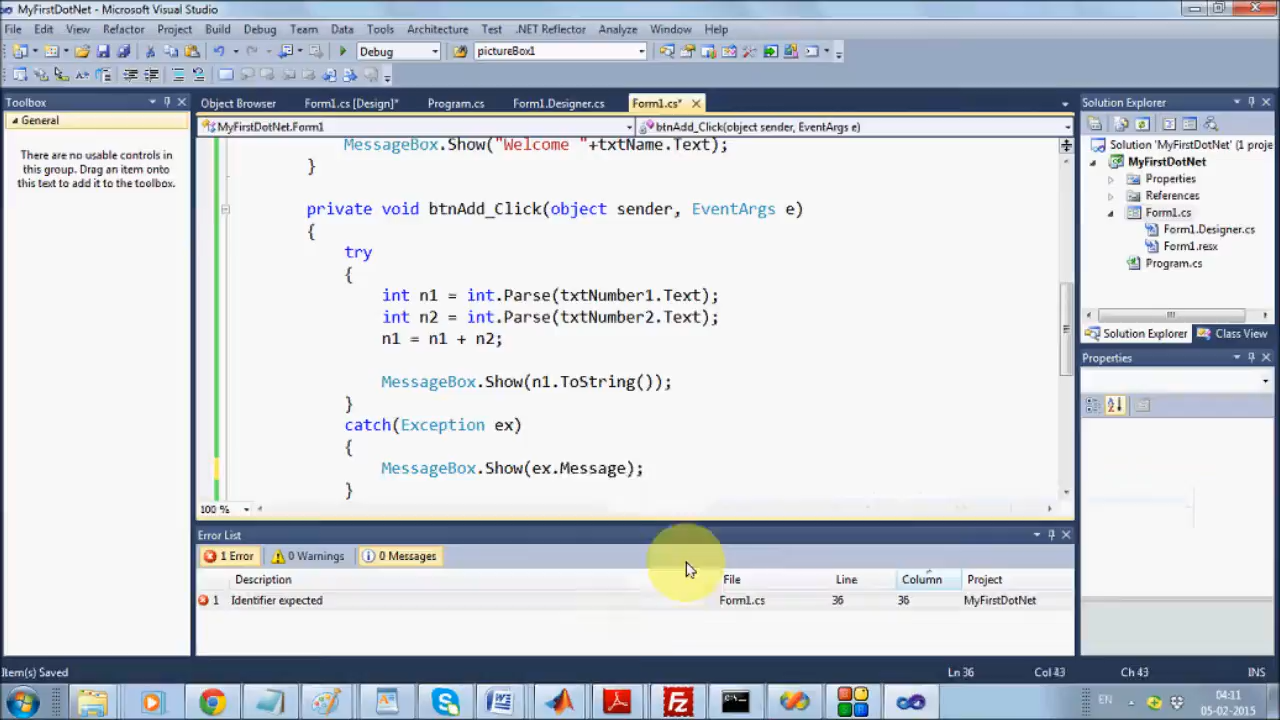 MyFirstDotNet - Microsoft Visual Studio
File Edit View Refactor Project Build Debug Team Data Tools Architecture Test .NET Reflector Analyze Window Help
Debug pictureBox1
Toolbox
General
There are no usable controls in
this group. Drag an item onto
this text to add it to the toolbox.
Object Browser Form1.cs [Design]* Program.cs Form1.Designer.cs Form1.cs*
MyFirstDotNet.Form1 btnAdd_Click(object sender, EventArgs e)
MessageBox.Show("Welcome "+txtName.Text);
}
private void btnAdd_Click(object sender, EventArgs e)
{
try
{
int n1 = int.Parse(txtNumber1.Text);
int n2 = int.Parse(txtNumber2.Text);
n1 = n1 + n2;
MessageBox.Show(n1.ToString());
}
catch(Exception ex)
{
MessageBox.Show(ex.Message);
}
100 %
Error List
1 Error 0 Warnings 0 Messages
Description File Line Column Project
1 Identifier expected Form1.cs 36 36 MyFirstDotNet
Solution Explorer
Solution 'MyFirstDotNet' (1 proje
MyFirstDotNet
Properties
References
Form1.cs
Form1.Designer.cs
Form1.resx
Program.cs
Solution Explorer Class View
Properties
Item(s) Saved Ln 36 Col 43 Ch 43 INS
EN 04:11
05-02-2015